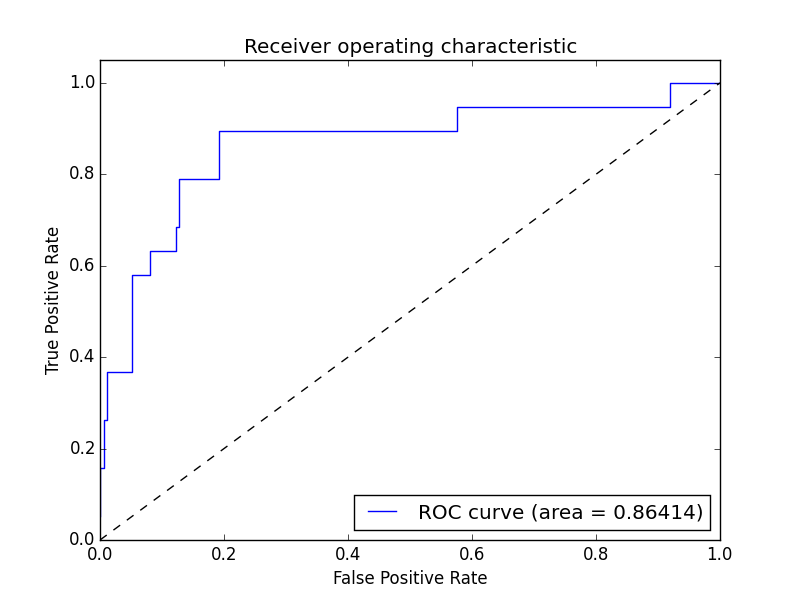 Receiver operating characteristic
1.0
0.8
0.6
0.4
0.2
0.0
True Positive Rate
ROC curve (area = 0.86414)
0.0 0.2 0.4 0.6 0.8 1.0
False Positive Rate